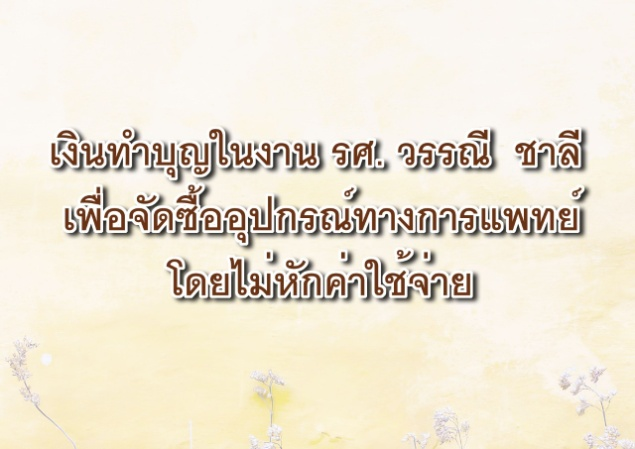 เงินทำบุญในงาน รศ. วรรณี ชาลี
เพื่อจัดซื้ออุปกรณ์ทางการแพทย์
โดยไม่หักค่าใช้จ่าย